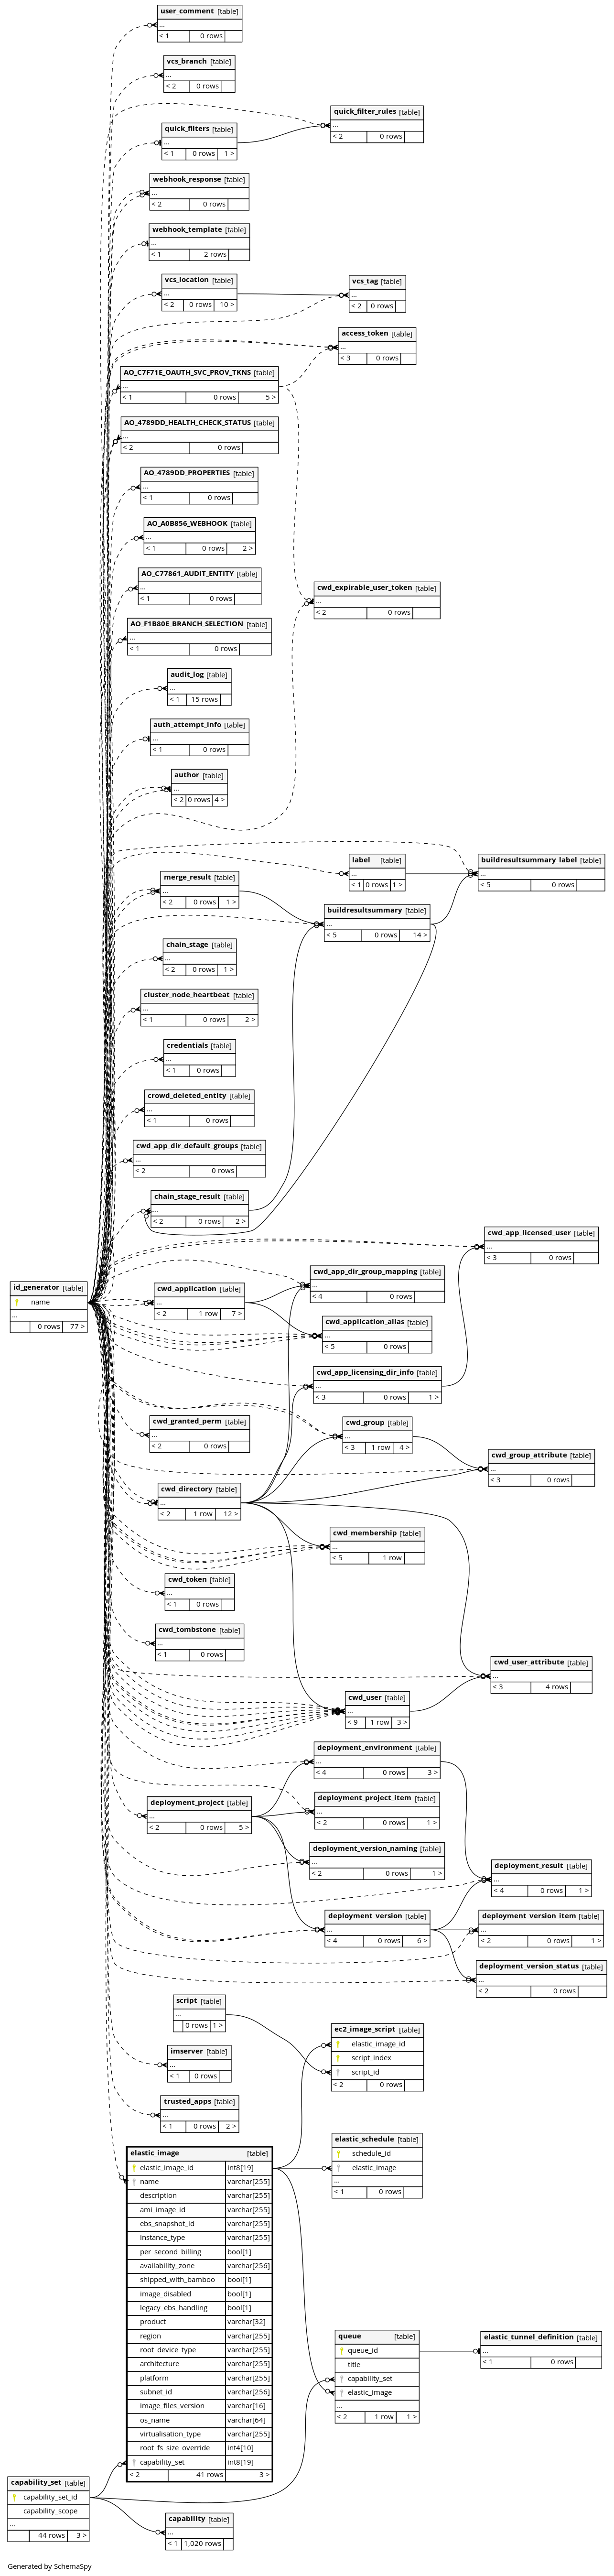 user_comment [table]
...
< 1 0 rows
vcs_branch [table]
...
< 2 0 rows
quick_filter_rules [table]
...
< 2 0 rows
quick_filters [table]
...
< 1 0 rows 1 >
webhook_response [table]
...
< 2 0 rows
webhook_template [table]
...
< 1 2 rows
vcs_location [table]
...
< 2 0 rows 10 >
vcs_tag [table]
...
< 2 0 rows
access_token [table]
...
< 3 0 rows
AO_C7F71E_OAUTH_SVC_PROV_TKNS [table]
...
< 1 0 rows 5 >
AO_4789DD_HEALTH_CHECK_STATUS [table]
...
< 2 0 rows
AO_4789DD_PROPERTIES [table]
...
< 1 0 rows
AO_A0B856_WEBHOOK [table]
...
< 1 0 rows 2 >
AO_C77861_AUDIT_ENTITY [table]
...
< 1 0 rows
cwd_expirable_user_token [table]
...
< 2 0 rows
AO_F1B80E_BRANCH_SELECTION [table]
...
< 1 0 rows
audit_log [table]
...
< 1 15 rows
auth_attempt_info [table]
...
< 1 0 rows
author [table]
...
< 2 0 rows 4 >
label [table]
...
< 1 0 rows 1 >
buildresultsummary_label [table]
...
< 5 0 rows
merge_result [table]
...
< 2 0 rows 1 >
buildresultsummary [table]
...
< 5 0 rows 14 >
chain_stage [table]
...
< 2 0 rows 1 >
cluster_node_heartbeat [table]
...
< 1 0 rows 2 >
credentials [table]
...
< 1 0 rows
crowd_deleted_entity [table]
...
< 1 0 rows
cwd_app_dir_default_groups [table]
...
< 2 0 rows
chain_stage_result [table]
...
< 2 0 rows 2 >
cwd_app_licensed_user [table]
...
< 3 0 rows
id_generator [table]
name
...
0 rows 77 >
cwd_application [table]
...
< 2 1 row 7 >
cwd_app_dir_group_mapping [table]
...
< 4 0 rows
cwd_application_alias [table]
...
< 5 0 rows
cwd_app_licensing_dir_info [table]
...
< 3 0 rows 1 >
cwd_granted_perm [table]
...
< 2 0 rows
cwd_group [table]
...
< 3 1 row 4 >
cwd_group_attribute [table]
...
< 3 0 rows
cwd_directory [table]
...
< 2 1 row 12 >
cwd_membership [table]
...
< 5 1 row
cwd_token [table]
...
< 1 0 rows
cwd_tombstone [table]
...
< 1 0 rows
cwd_user_attribute [table]
...
< 3 4 rows
cwd_user [table]
...
< 9 1 row 3 >
deployment_environment [table]
...
< 4 0 rows 3 >
deployment_project [table]
...
< 2 0 rows 5 >
deployment_project_item [table]
...
< 2 0 rows 1 >
deployment_version_naming [table]
...
< 2 0 rows 1 >
deployment_result [table]
...
< 4 0 rows 1 >
deployment_version [table]
...
< 4 0 rows 6 >
deployment_version_item [table]
...
< 2 0 rows 1 >
deployment_version_status [table]
...
< 2 0 rows
script [table]
...
0 rows 1 >
ec2_image_script [table]
elastic_image_id
script_index
script_id
< 2 0 rows
imserver [table]
...
< 1 0 rows
trusted_apps [table]
...
< 1 0 rows 2 >
elastic_schedule [table]
schedule_id
elastic_image
...
< 1 0 rows
elastic_image [table]
elastic_image_id int8[19]
name varchar[255]
description varchar[255]
ami_image_id varchar[255]
ebs_snapshot_id varchar[255]
instance_type varchar[255]
per_second_billing bool[1]
availability_zone varchar[256]
shipped_with_bamboo bool[1]
image_disabled bool[1]
legacy_ebs_handling bool[1]
product varchar[32]
region varchar[255]
root_device_type varchar[255]
architecture varchar[255]
platform varchar[255]
subnet_id varchar[256]
image_files_version varchar[16]
os_name varchar[64]
virtualisation_type varchar[255]
root_fs_size_override int4[10]
capability_set int8[19]
< 2 41 rows 3 >
queue [table]
queue_id
title
capability_set
elastic_image
...
< 2 1 row 1 >
elastic_tunnel_definition [table]
...
< 1 0 rows
capability_set [table]
capability_set_id
capability_scope
...
44 rows 3 >
capability [table]
...
< 1 1,020 rows
Generated by SchemaSpy